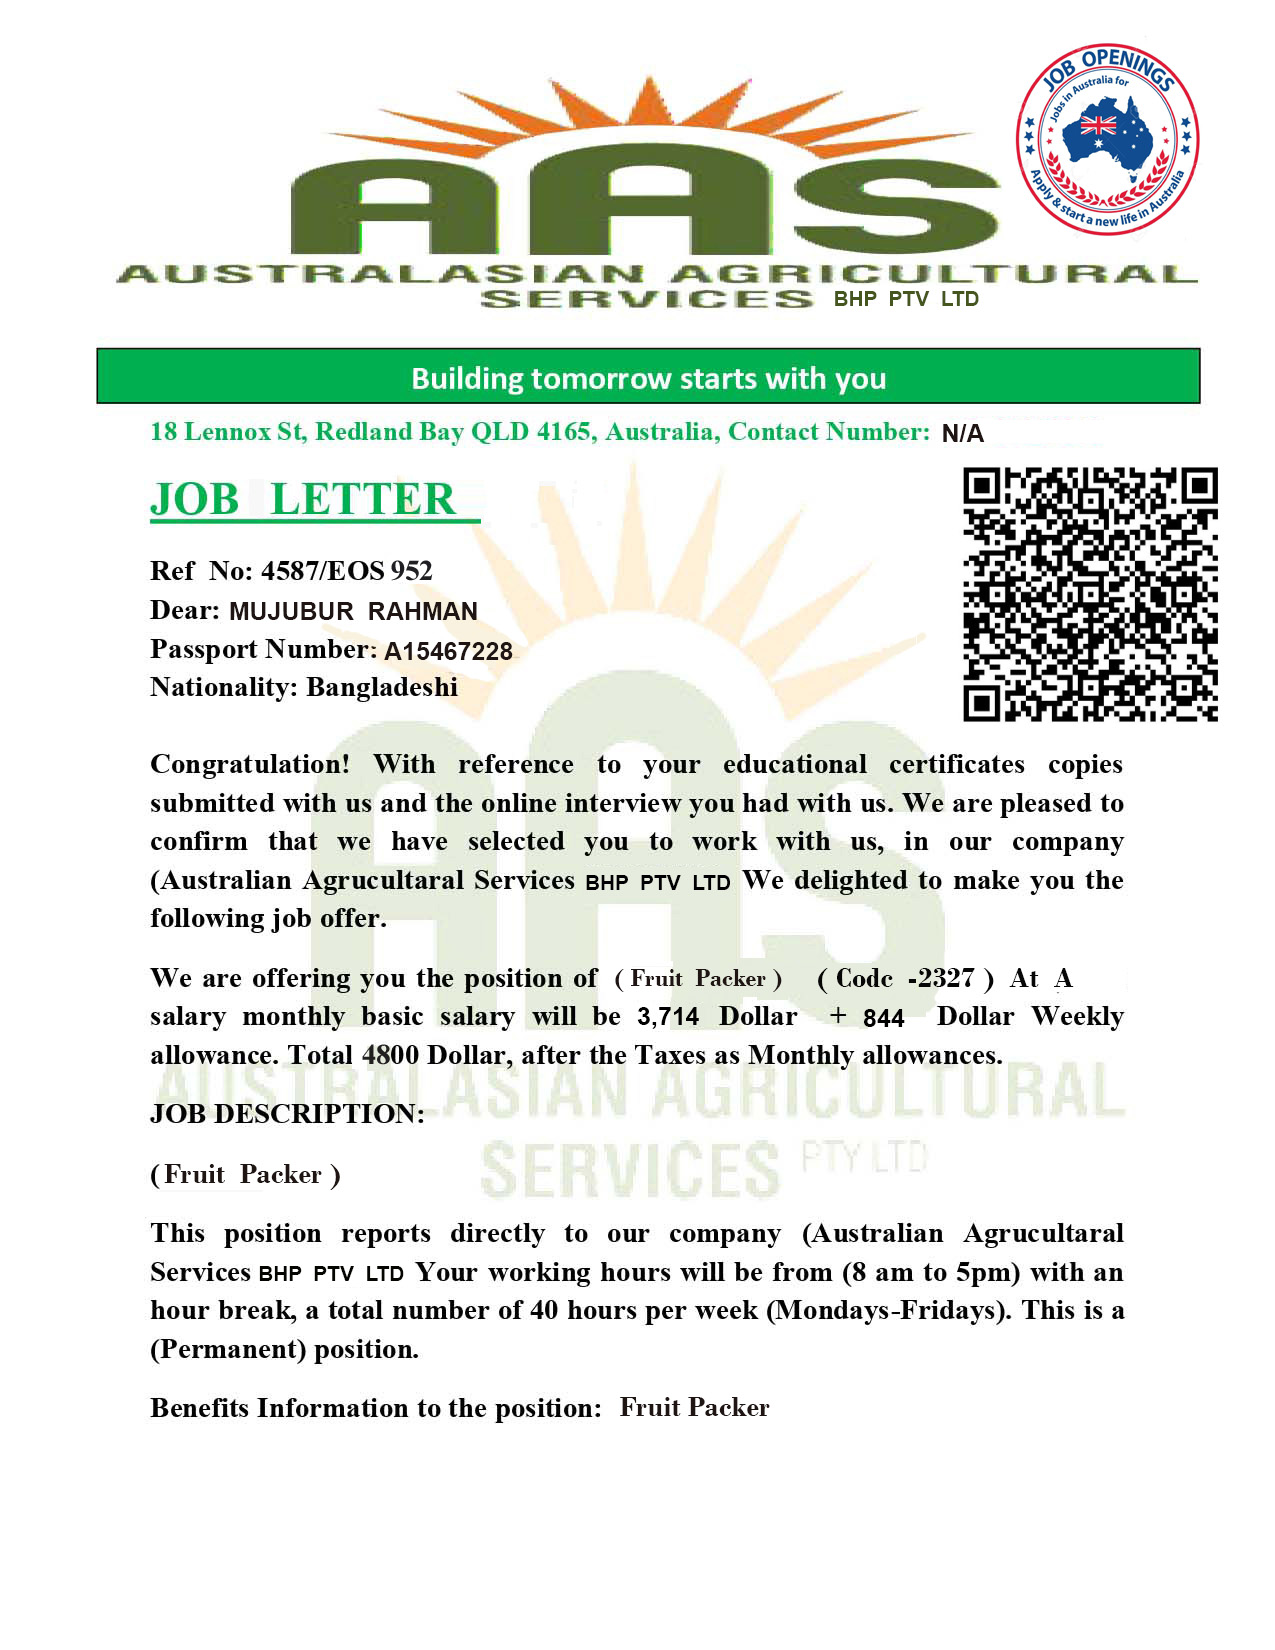 JOB OPENINGS
Jobs in Australia for
Apply & start a new life in Australia
AAS
AUSTRALASIAN AGRICULTURAL
SERVICES BHP PTV LTD
Building tomorrow starts with you
18 Lennox St, Redland Bay QLD 4165, Australia, Contact Number: N/A
JOB LETTER
Ref No: 4587/EOS 952
Dear: MUJUBUR RAHMAN
Passport Number: A15467228
Nationality: Bangladeshi
Congratulation! With reference to your educational certificates copies
submitted with us and the online interview you had with us. We are pleased to
confirm that we have selected you to work with us, in our company
(Australian Agrucultaral Services BHP PTV LTD We delighted to make you the
following job offer.
We are offering you the position of ( Fruit Packer ) ( Codc -2327 ) At A
salary monthly basic salary will be 3,714 Dollar + 844 Dollar Weekly
allowance. Total 4800 Dollar, after the Taxes as Monthly allowances.
JOB DESCRIPTION:
( Fruit Packer )
This position reports directly to our company (Australian Agrucultaral
Services BHP PTV LTD Your working hours will be from (8 am to 5pm) with an
hour break, a total number of 40 hours per week (Mondays-Fridays). This is a
(Permanent) position.
Benefits Information to the position: Fruit Packer
AAS
AUSTRALASIAN AGRICULTURAL
SERVICES PTY LTD